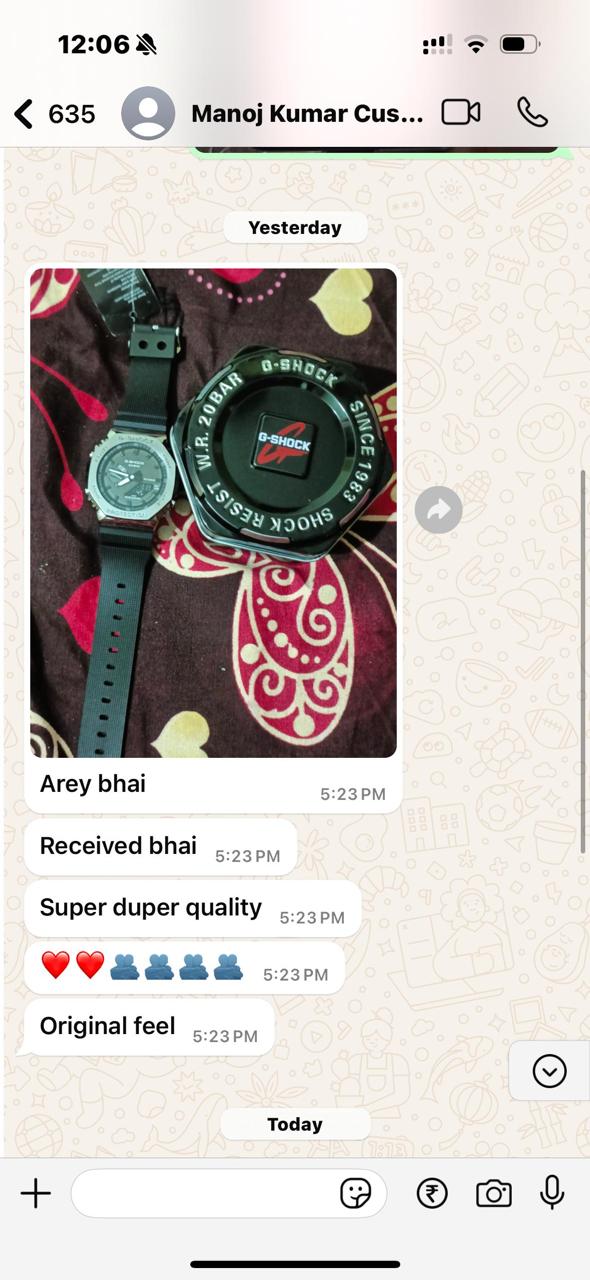 12:06
635
Manoj Kumar Cus...
Yesterday
G-SHOCK
SINCE 1983
SHOCK RESIST
W.R. 20BAR
G-SHOCK
G-SHOCK
Arey bhai
5:23 PM
Received bhai
5:23 PM
Super duper quality
5:23 PM
❤️❤️🫂🫂🫂🫂
5:23 PM
Original feel
5:23 PM
Today